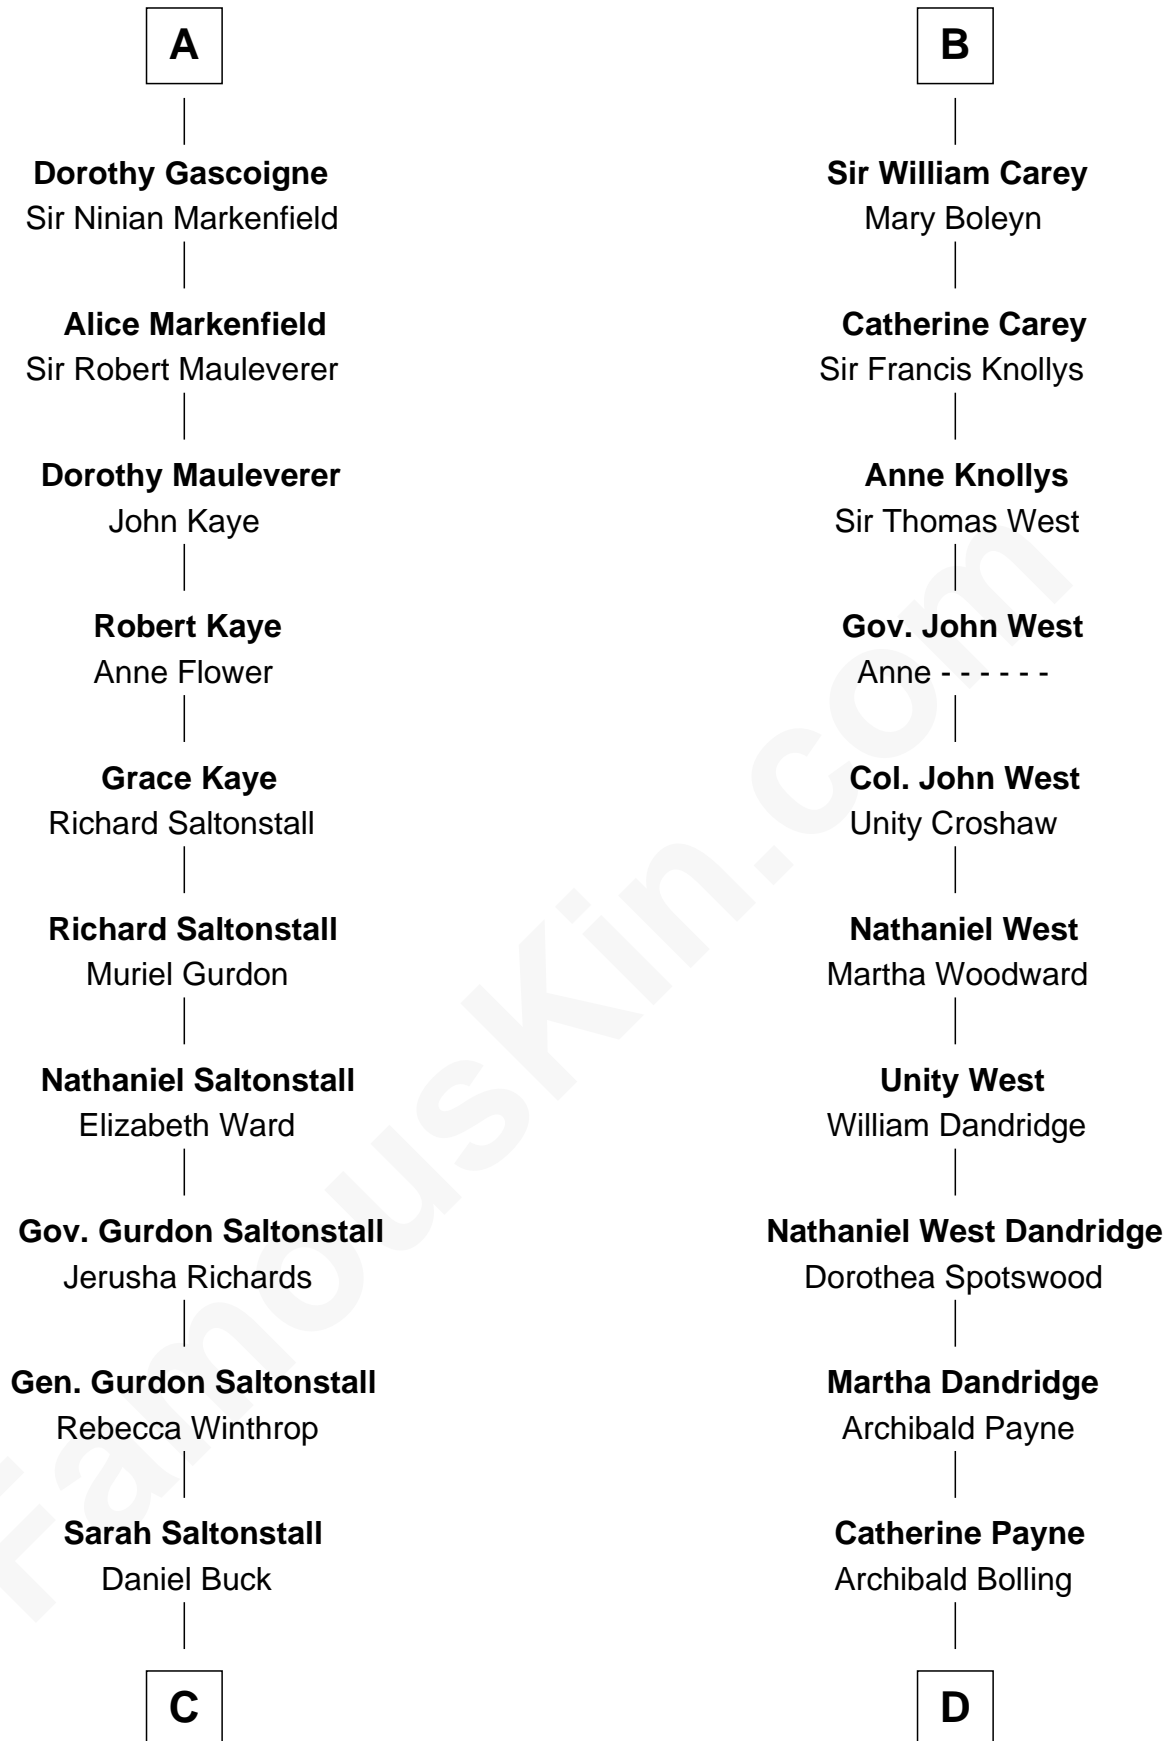 A
Dorothy Gascoigne
Sir Ninian Markenfield
Alice Markenfield
Sir Robert Mauleverer
Dorothy Mauleverer
John Kaye
Robert Kaye
Anne Flower
Grace Kaye
Richard Saltonstall
Richard Saltonstall
Muriel Gurdon
Nathaniel Saltonstall
Elizabeth Ward
Gov. Gurdon Saltonstall
Jerusha Richards
Gen. Gurdon Saltonstall
Rebecca Winthrop
Sarah Saltonstall
Daniel Buck
C
B
Sir William Carey
Mary Boleyn
Catherine Carey
Sir Francis Knollys
Anne Knollys
Sir Thomas West
Gov. John West
Anne - - - - - -
Col. John West
Unity Croshaw
Nathaniel West
Martha Woodward
Unity West
William Dandridge
Nathaniel West Dandridge
Dorothea Spotswood
Martha Dandridge
Archibald Payne
Catherine Payne
Archibald Bolling
D
FamousKin.com